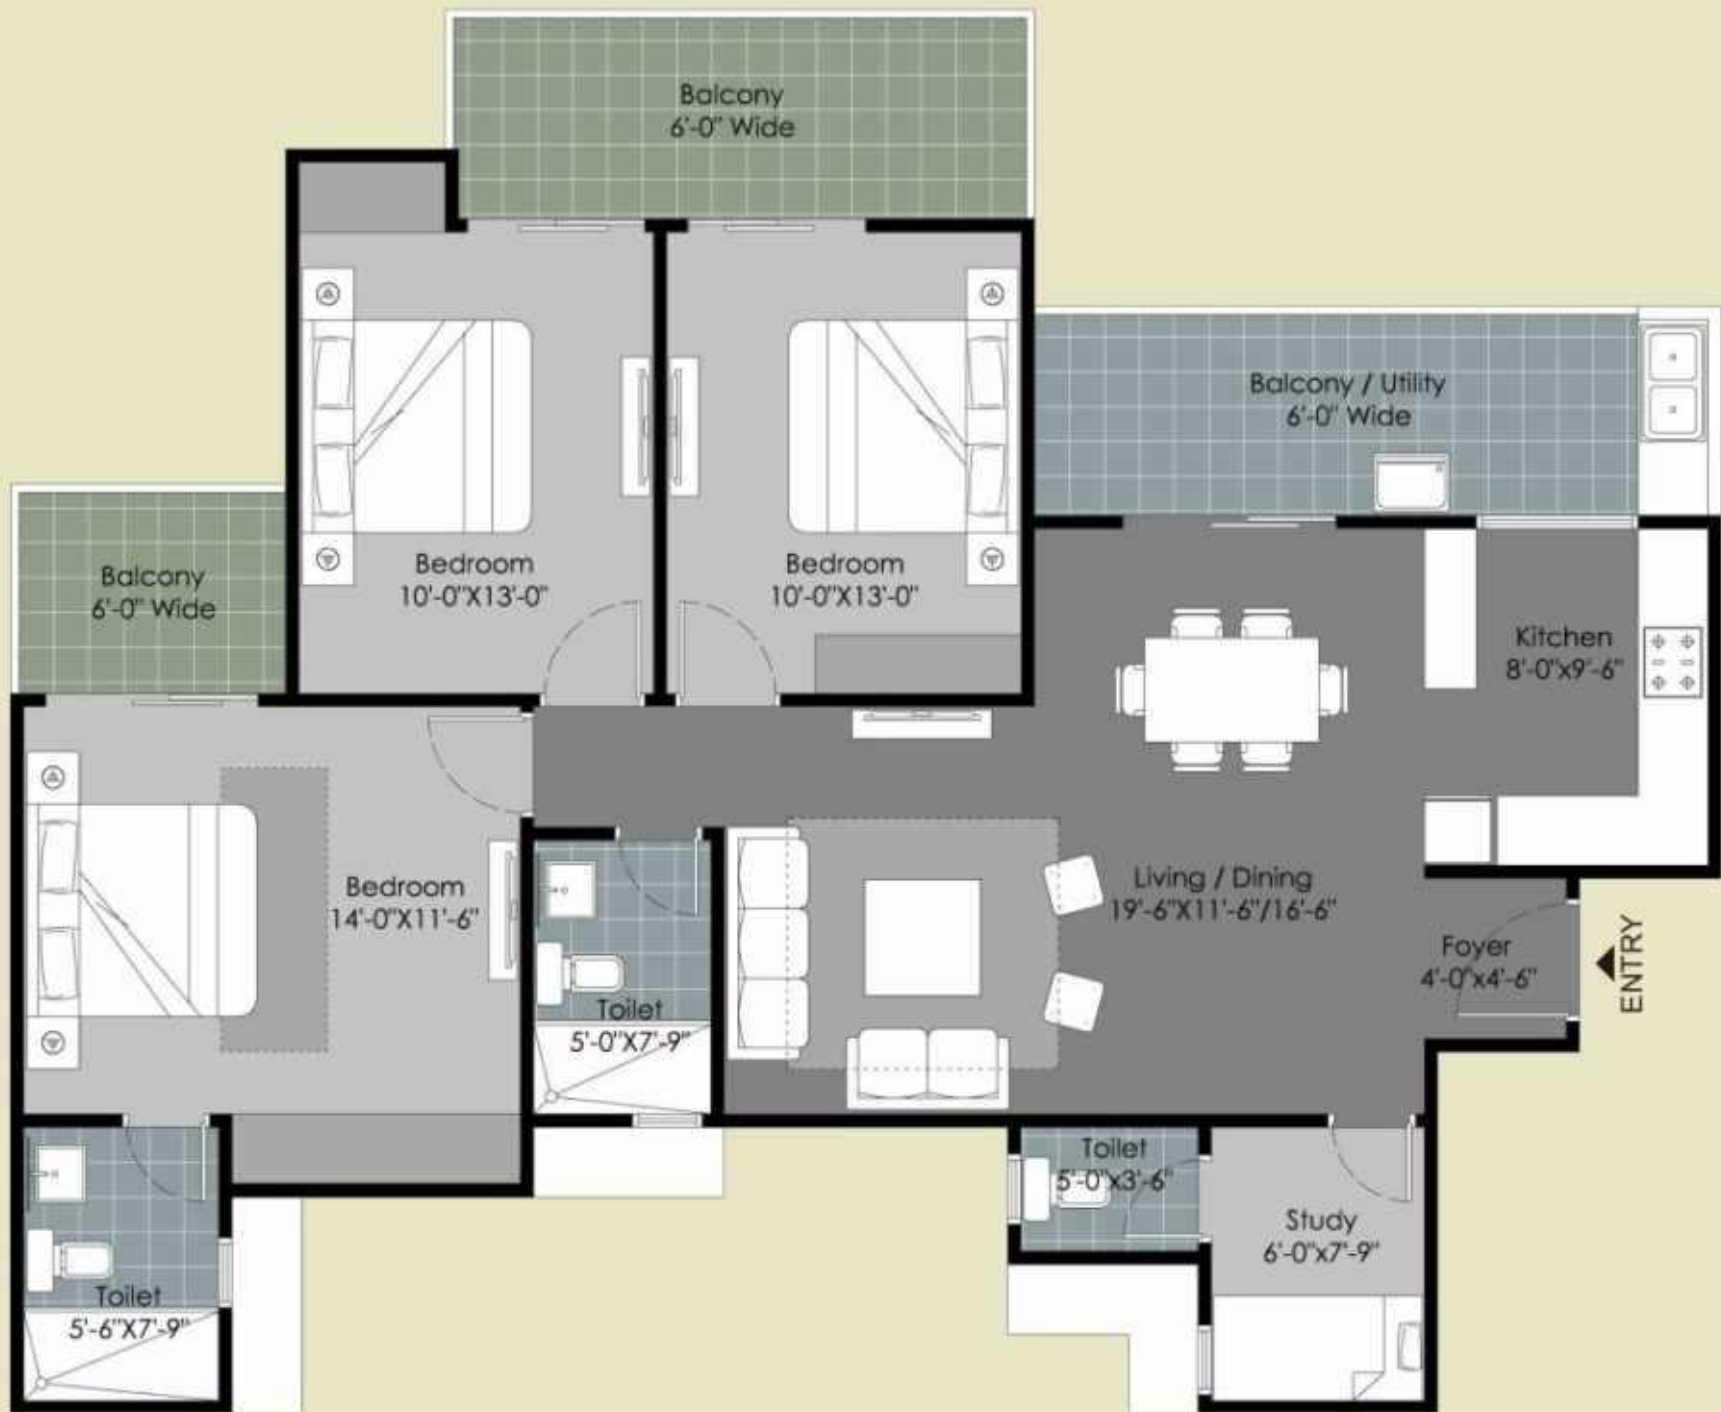 Balcony
6'-0" Wide
Balcony / Utility
6'-0" Wide
Bedroom
10'-0"X13'-0"
Bedroom
10'-0"X13'-0"
Balcony
6'-0" Wide
Kitchen
8'-0"x9'-6"
Bedroom
14'-0"X11'-6"
Living / Dining
19'-6"X11'-6"/16'-6"
Foyer
4'-0"x4'-6"
ENTRY
Toilet
5'-0"X7'-9"
Toilet
5'-0"x3'-6"
Study
6'-0"x7'-9"
Toilet
5'-6"X7'-9"